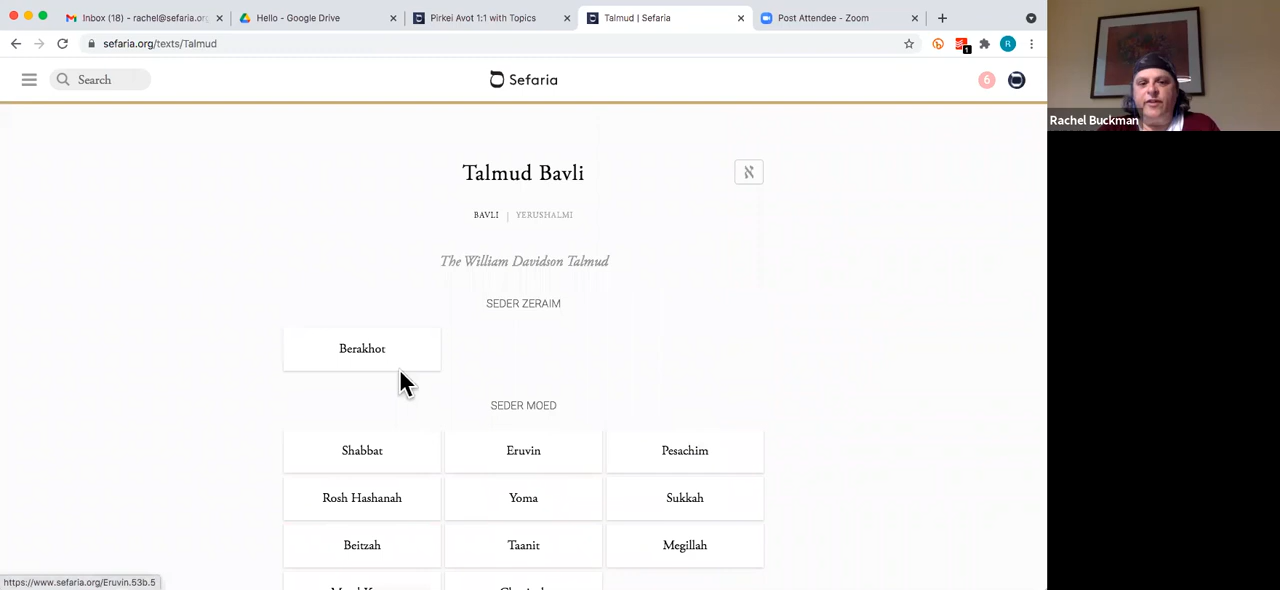 Inbox (18) - rachel@sefaria.or
Hello - Google Drive
Pirkei Avot 1:1 with Topics
Talmud | Sefaria
Post Attendee - Zoom
sefaria.org/texts/Talmud
1
R
Search
Sefaria
6
Rachel Buckman
Talmud Bavli
א
BAVLI | YERUSHALMI
The William Davidson Talmud
SEDER ZERAIM
Berakhot
SEDER MOED
Shabbat Eruvin Pesachim
Rosh Hashanah Yoma Sukkah
Beitzah Taanit Megillah
https://www.sefaria.org/Eruvin.53b.5